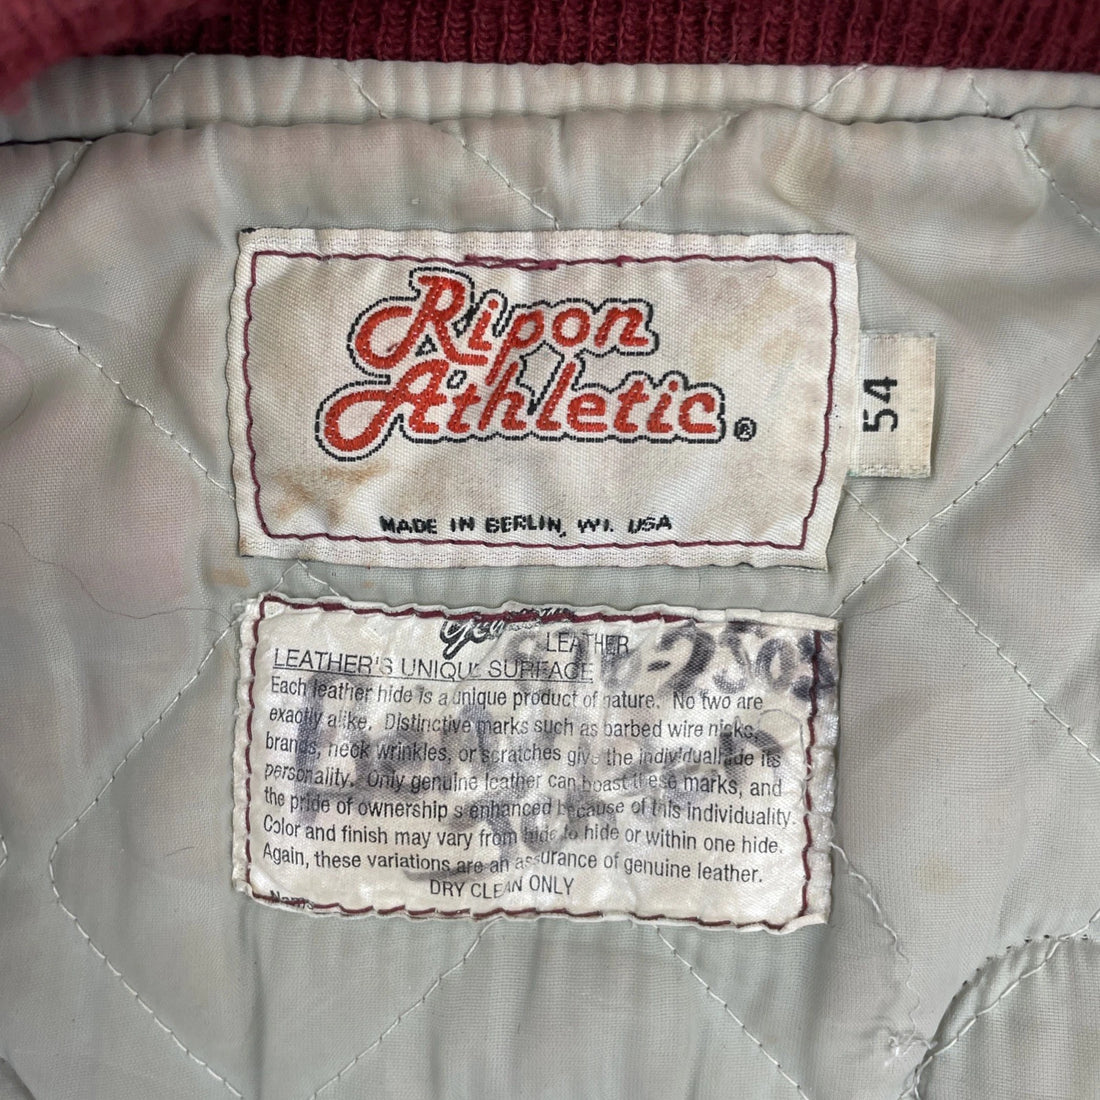 Ripon
Athletic®
54
MADE IN BERLIN, WI. USA
LEATHER
LEATHER'S UNIQUE SURFACE
Each leather hide is a unique product of nature. No two are
exactly alike. Distinctive marks such as barbed wire nicks,
brands, neck wrinkles, or scratches give the individual hide its
personality. Only genuine leather can boast these marks, and
the pride of ownership s enhanced because of this individuality.
Color and finish may vary from hide to hide or within one hide.
Again, these variations are an assurance of genuine leather.
DRY CLEAN ONLY
Name